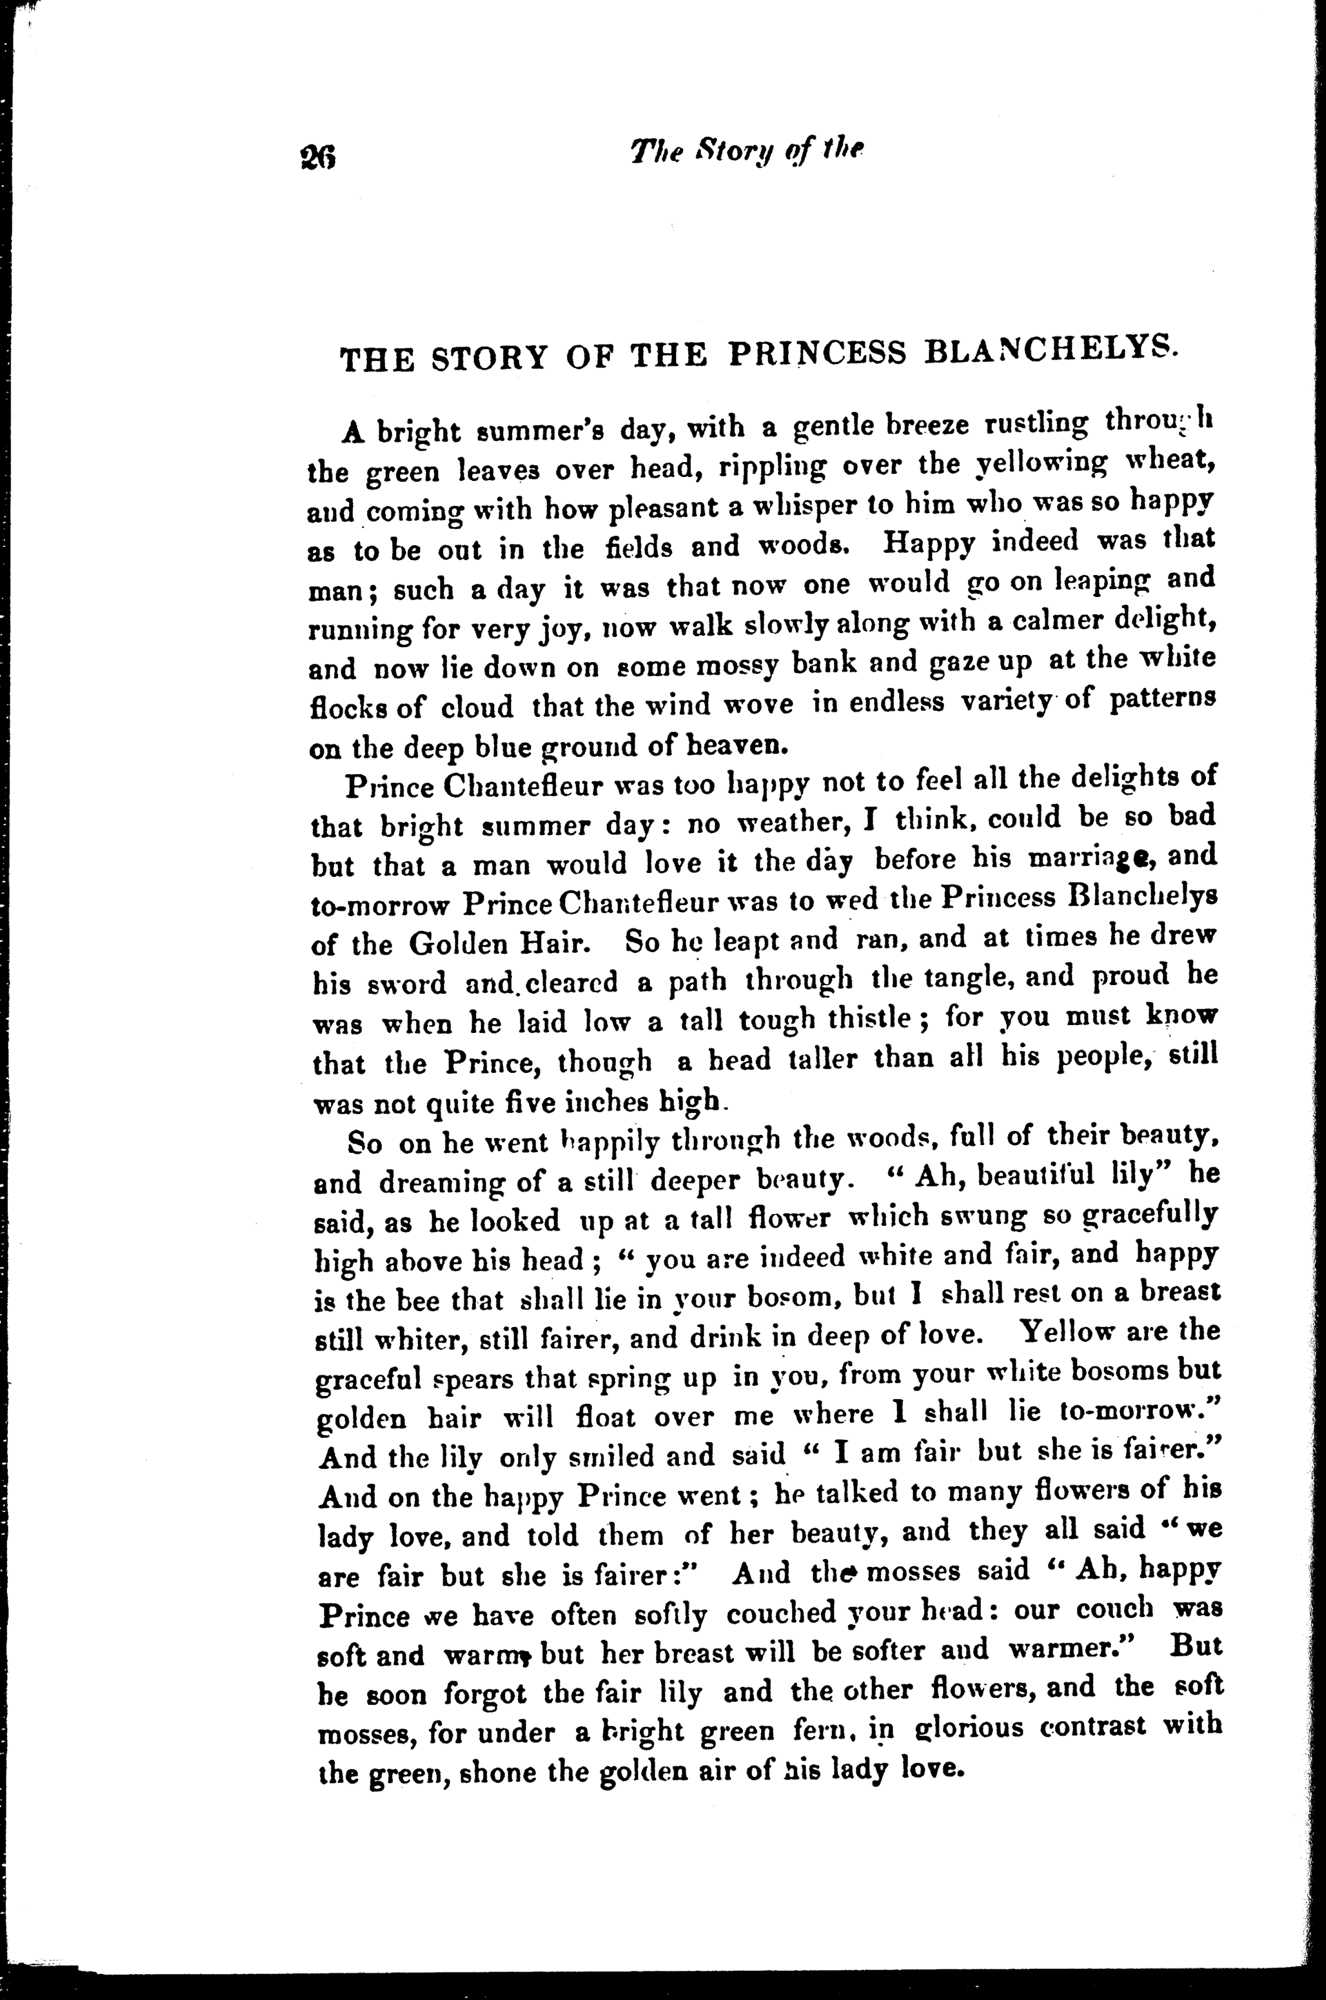 26
The Story of the
THE STORY OF THE PRINCESS BLANCHELYS.
A bright summer's day, with a gentle breeze rustling through
the green leaves over head, rippling over the yellowing wheat,
and coming with how pleasant a whisper to him who was so happy
as to be out in the fields and woods. Happy indeed was that
man; such a day it was that now one would go on leaping and
running for very joy, now walk slowly along with a calmer delight,
and now lie down on some mossy bank and gaze up at the white
flocks of cloud that the wind wove in endless variety of patterns
on the deep blue ground of heaven.
Prince Chantefleur was too happy not to feel all the delights of
that bright summer day: no weather, I think, could be so bad
but that a man would love it the day before his marriage, and
to-morrow Prince Chantefleur was to wed the Princess Blanchelys
of the Golden Hair. So he leapt and ran, and at times he drew
his sword and cleared a path through the tangle, and proud he
was when he laid low a tall tough thistle; for you must know
that the Prince, though a head taller than all his people, still
was not quite five inches high.
So on he went happily through the woods, full of their beauty,
and dreaming of a still deeper beauty. "Ah, beautiful lily" he
said, as he looked up at a tall flower which swung so gracefully
high above his head; "you are indeed white and fair, and happy
is the bee that shall lie in your bosom, but I shall rest on a breast
still whiter, still fairer, and drink in deep of love. Yellow are the
graceful spears that spring up in you, from your white bosoms but
golden hair will float over me where I shall lie to-morrow."
And the lily only smiled and said "I am fair but she is fairer."
And on the happy Prince went; he talked to many flowers of his
lady love, and told them of her beauty, and they all said "we
are fair but she is fairer:" And the mosses said "Ah, happy
Prince we have often softly couched your head: our couch was
soft and warm, but her breast will be softer and warmer." But
he soon forgot the fair lily and the other flowers, and the soft
mosses, for under a bright green fern, in glorious contrast with
the green, shone the golden air of his lady love.